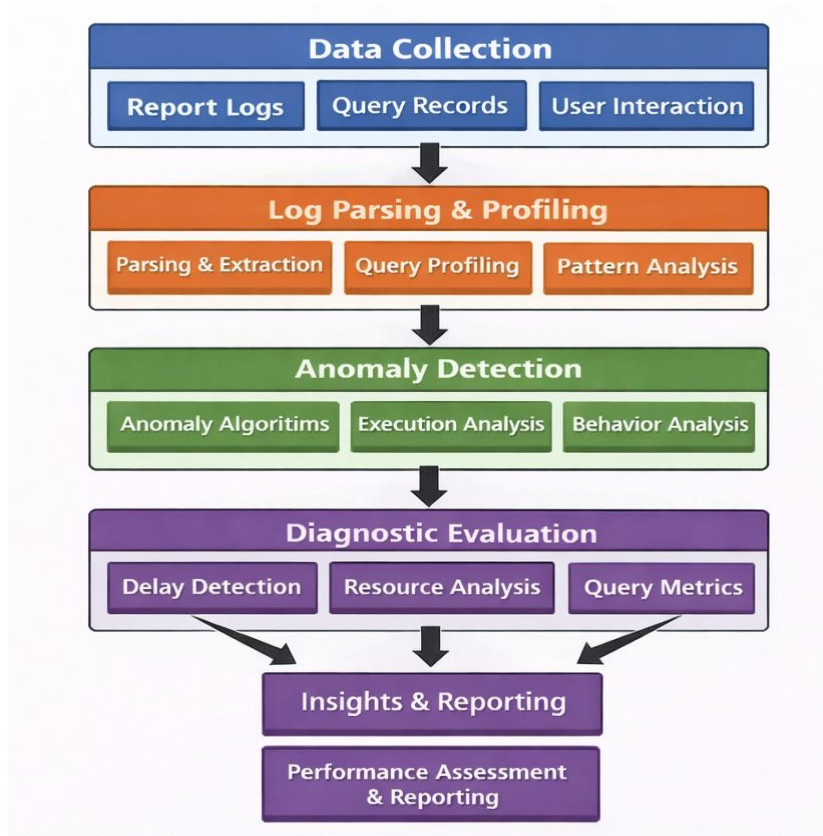 Data Collection
Report Logs
Query Records
User Interaction
Log Parsing & Profiling
Parsing & Extraction
Query Profiling
Pattern Analysis
Anomaly Detection
Anomaly Algoritims
Execution Analysis
Behavior Analysis
Diagnostic Evaluation
Delay Detection
Resource Analysis
Query Metrics
Insights & Reporting
Performance Assessment
& Reporting